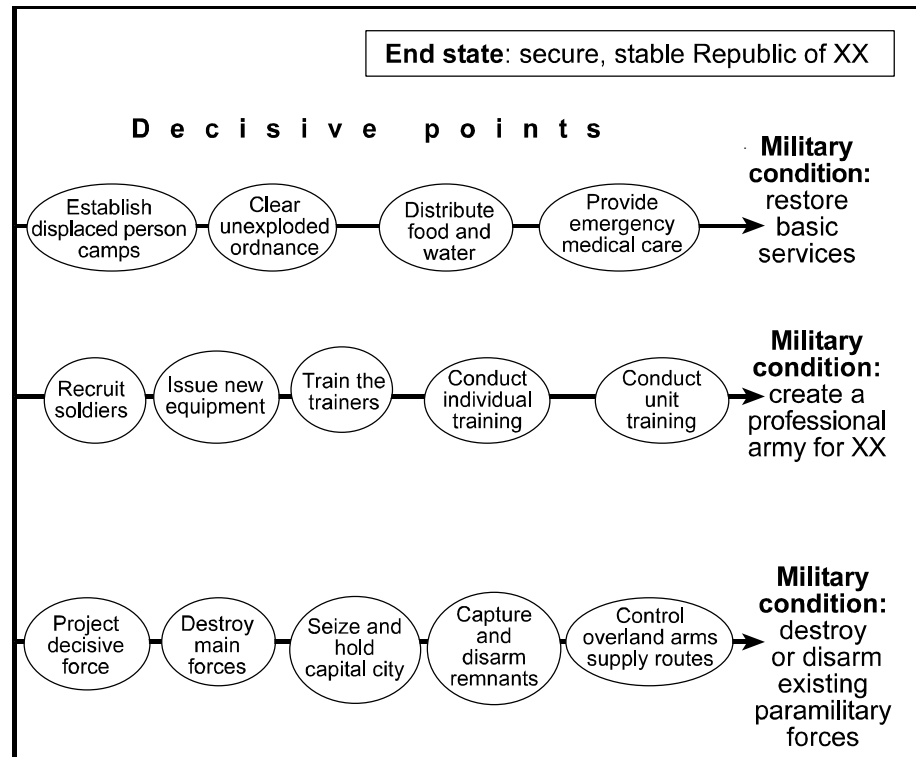 End state: secure, stable Republic of XX
Decisive points
Establish
displaced person
camps
Clear
unexploded
ordnance
Distribute
food and
water
Provide
emergency
medical care
Military
condition:
restore
basic
services
Recruit
soldiers
Issue new
equipment
Train the
trainers
Conduct
individual
training
Conduct
unit
training
Military
condition:
create a
professional
army for XX
Project
decisive
force
Destroy
main
forces
Seize and
hold
capital city
Capture
and
disarm
remnants
Control
overland arms
supply routes
Military
condition:
destroy
or disarm
existing
paramilitary
forces